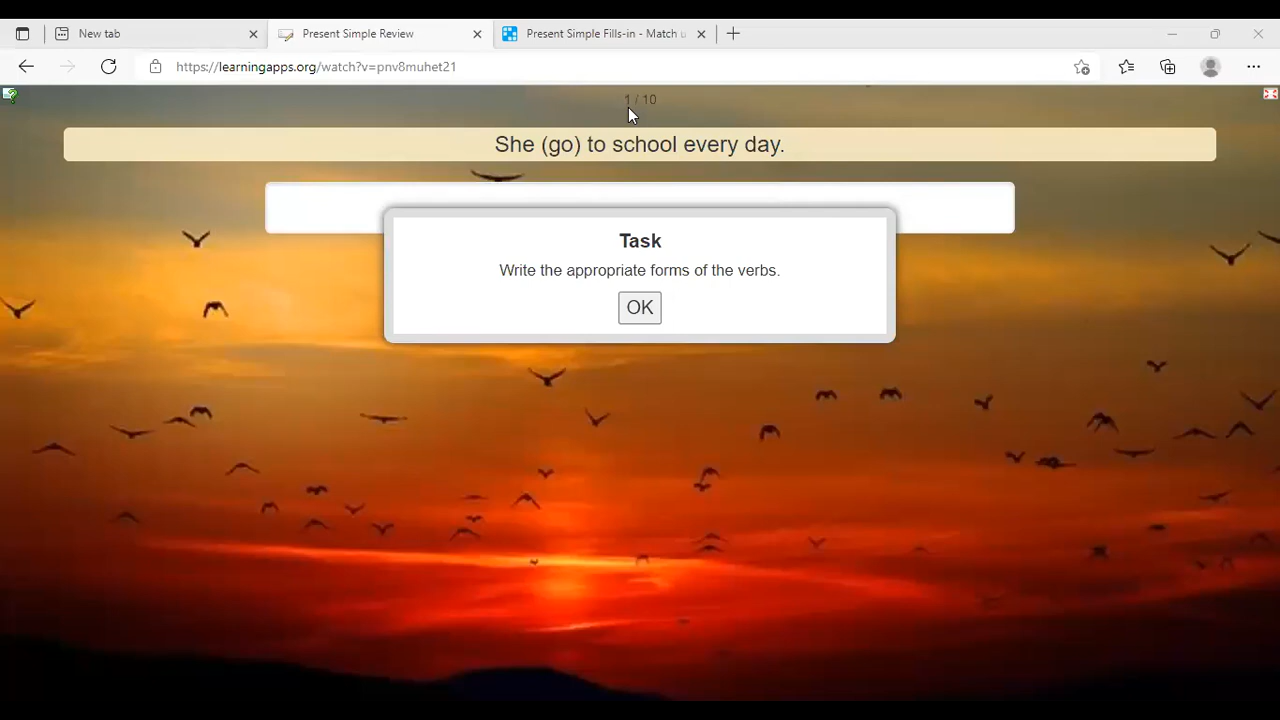 New tab
Present Simple Review
Present Simple Fills-in - Match u
https://learningapps.org/watch?v=pnv8muhet21
1 / 10
She (go) to school every day.
Task
Write the appropriate forms of the verbs.
OK